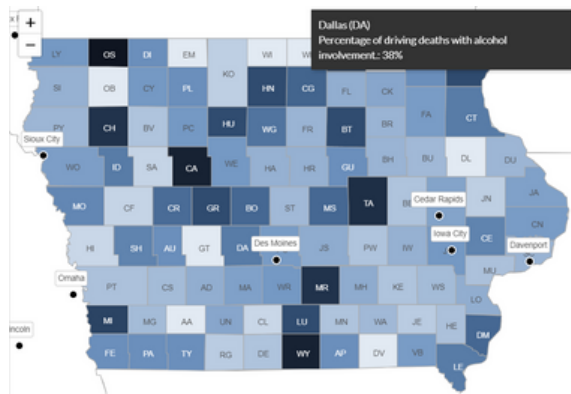 +
−
Dallas (DA)
Percentage of driving deaths with alcohol
involvement.: 38%
LY OS DI EM WI
SI OB CY PL KO HN CG FL CK FA
PY CH BV PC HU WG FR BT BR CT
Sioux City
WO ID SA CA WE HA HR GU BH BU DL DU
MO CF CR GR BO ST MS TA BE JN JA
Cedar Rapids
HI SH AU GT DA JS PW IW CE CN
Des Moines
Iowa City
Davenport
MU
Omaha
PT CS AD MA WR MR MH KE WS LO
MI MG AA UN CL LU MN WA JE HE DM
FE PA TY RG DE WY AP DV VB LE
incoln